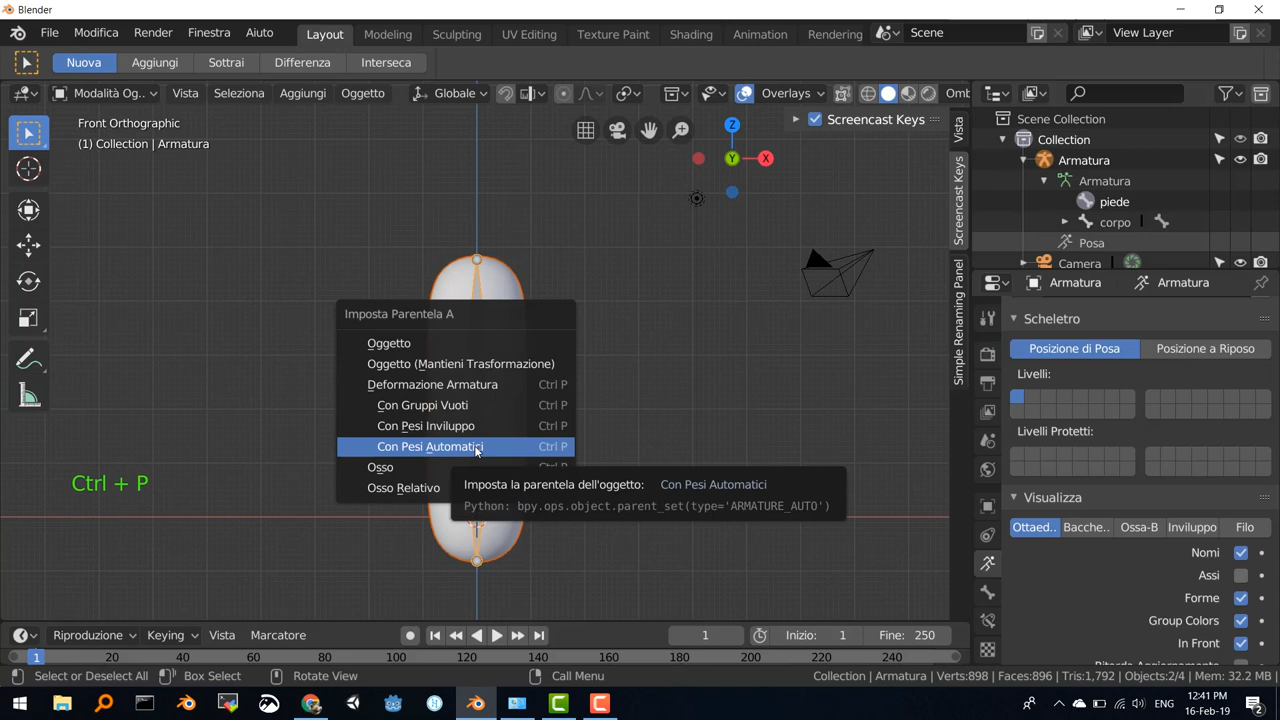 Blender
File Modifica Render Finestra Aiuto Layout Modeling Sculpting UV Editing Texture Paint Shading Animation Rendering Scene View Layer
Nuova Aggiungi Sottrai Differenza Interseca
Modalità Og.. Vista Seleziona Aggiungi Oggetto Globale Overlays Omb
Front Orthographic
(1) Collection | Armatura
Screencast Keys
Z
Y
X
Vista
Screencast Keys
Simple Renaming Panel
Scene Collection
Collection
Armatura
Armatura
piede
corpo
Posa
Camera
Armatura Armatura
Scheletro
Posizione di Posa Posizione a Riposo
Livelli:
Livelli Protetti:
Visualizza
Ottaed.. Bacche.. Ossa-B Inviluppo Filo
Nomi
Assi
Forme
Group Colors
In Front
Imposta Parentela A
Oggetto
Oggetto (Mantieni Trasformazione)
Deformazione Armatura Ctrl P
Con Gruppi Vuoti Ctrl P
Con Pesi Inviluppo Ctrl P
Con Pesi Automatici Ctrl P
Osso
Osso Relativo
Imposta la parentela dell'oggetto: Con Pesi Automatici
Python: bpy.ops.object.parent_set(type='ARMATURE_AUTO')
Ctrl + P
Riproduzione Keying Vista Marcatore 1 Inizio: 1 Fine: 250
1 20 40 60 80 100 120 140 160 180 200 220 240
Select or Deselect All Box Select Rotate View Call Menu Collection | Armatura | Verts:898 | Faces:896 | Tris:1,792 | Objects:2/4 | Mem: 32.2 MB
ENG 12:41 PM
16-Feb-19
2